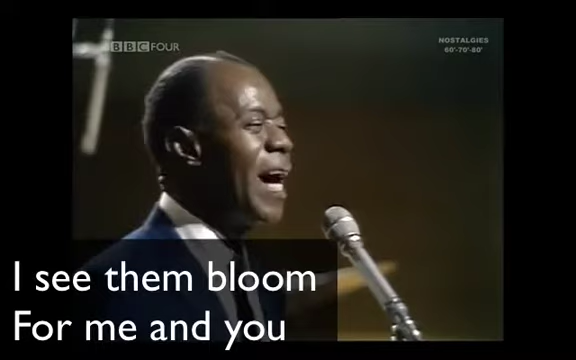 BBC FOUR
NOSTALGIES
60'-70'-80'
I see them bloom
For me and you